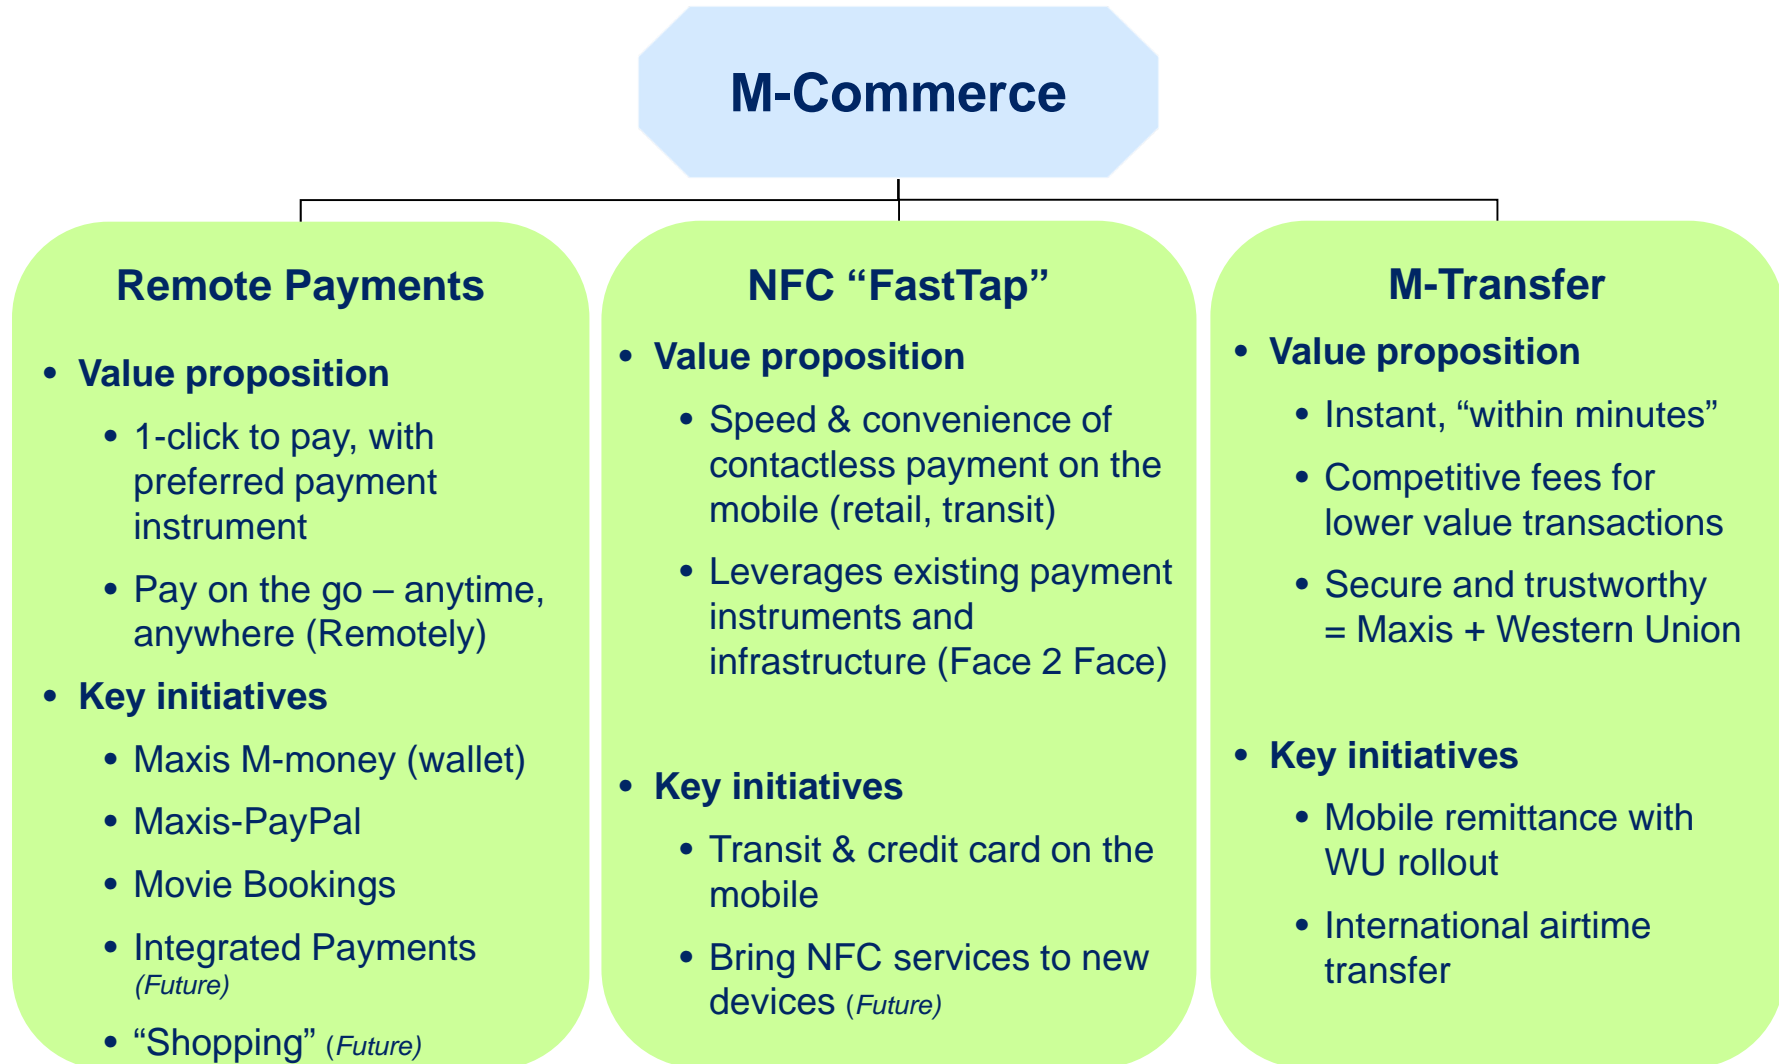 M-Commerce
Remote Payments
• Value proposition
• 1-click to pay, with
preferred payment
instrument
• Pay on the go – anytime,
anywhere (Remotely)
• Key initiatives
• Maxis M-money (wallet)
• Maxis-PayPal
• Movie Bookings
• Integrated Payments
(Future)
• “Shopping” (Future)
NFC “FastTap”
• Value proposition
• Speed & convenience of
contactless payment on the
mobile (retail, transit)
• Leverages existing payment
instruments and
infrastructure (Face 2 Face)
• Key initiatives
• Transit & credit card on the
mobile
• Bring NFC services to new
devices (Future)
M-Transfer
• Value proposition
• Instant, “within minutes”
• Competitive fees for
lower value transactions
• Secure and trustworthy
= Maxis + Western Union
• Key initiatives
• Mobile remittance with
WU rollout
• International airtime
transfer